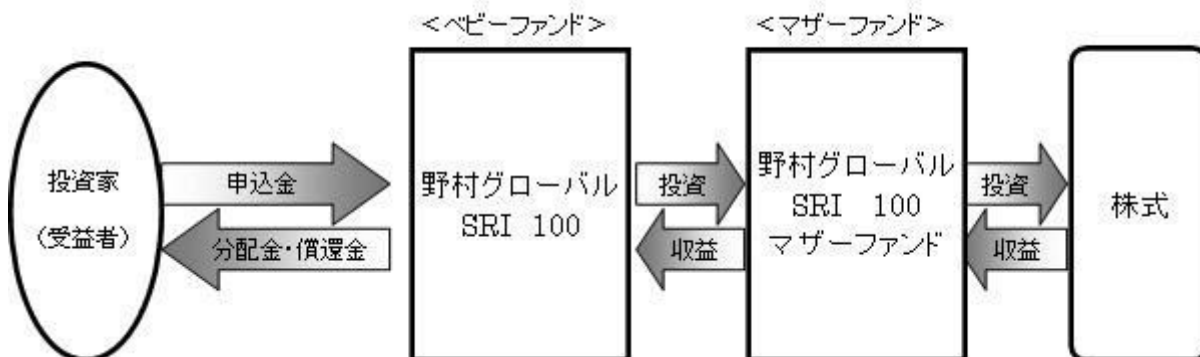 ＜ベビーファンド＞
＜マザーファンド＞
投資家
（受益者）
申込金
分配金・償還金
野村グローバル
SRI 100
投資
収益
野村グローバル
SRI　100
マザーファンド
投資
収益
株式